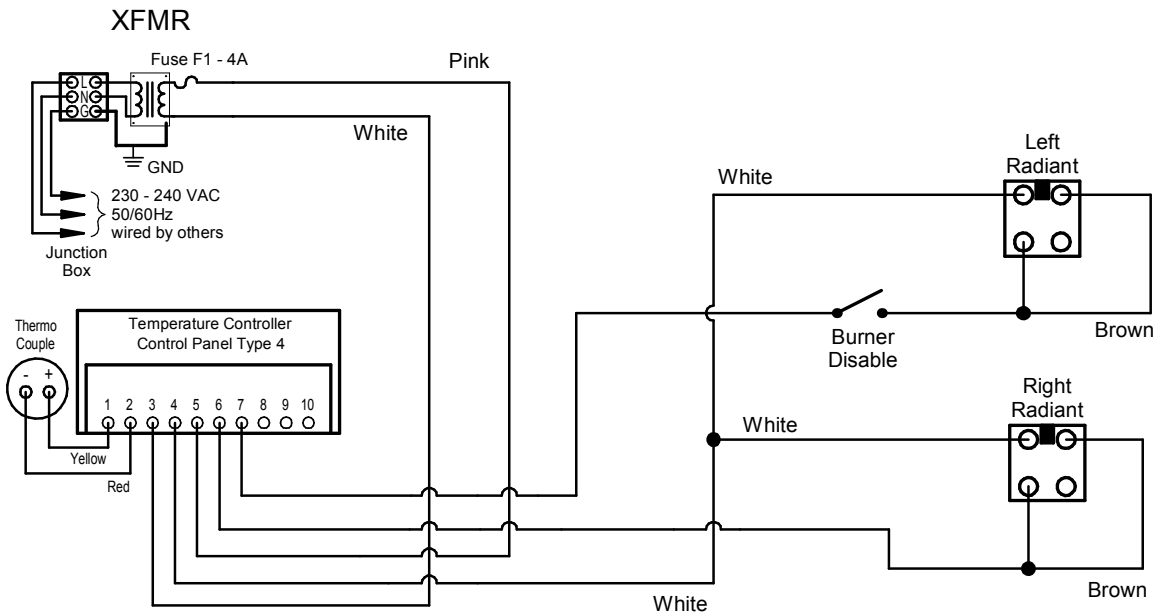 XFMR
Fuse F1 - 4A
Pink
L
N
G
White
GND
230 - 240 VAC
50/60Hz
wired by others
Junction
Box
Left
Radiant
White
Thermo
Couple
- +
Temperature Controller
Control Panel Type 4
1 2 3 4 5 6 7 8 9 10
Yellow
Red
Burner
Disable
Brown
Right
Radiant
White
White
Brown